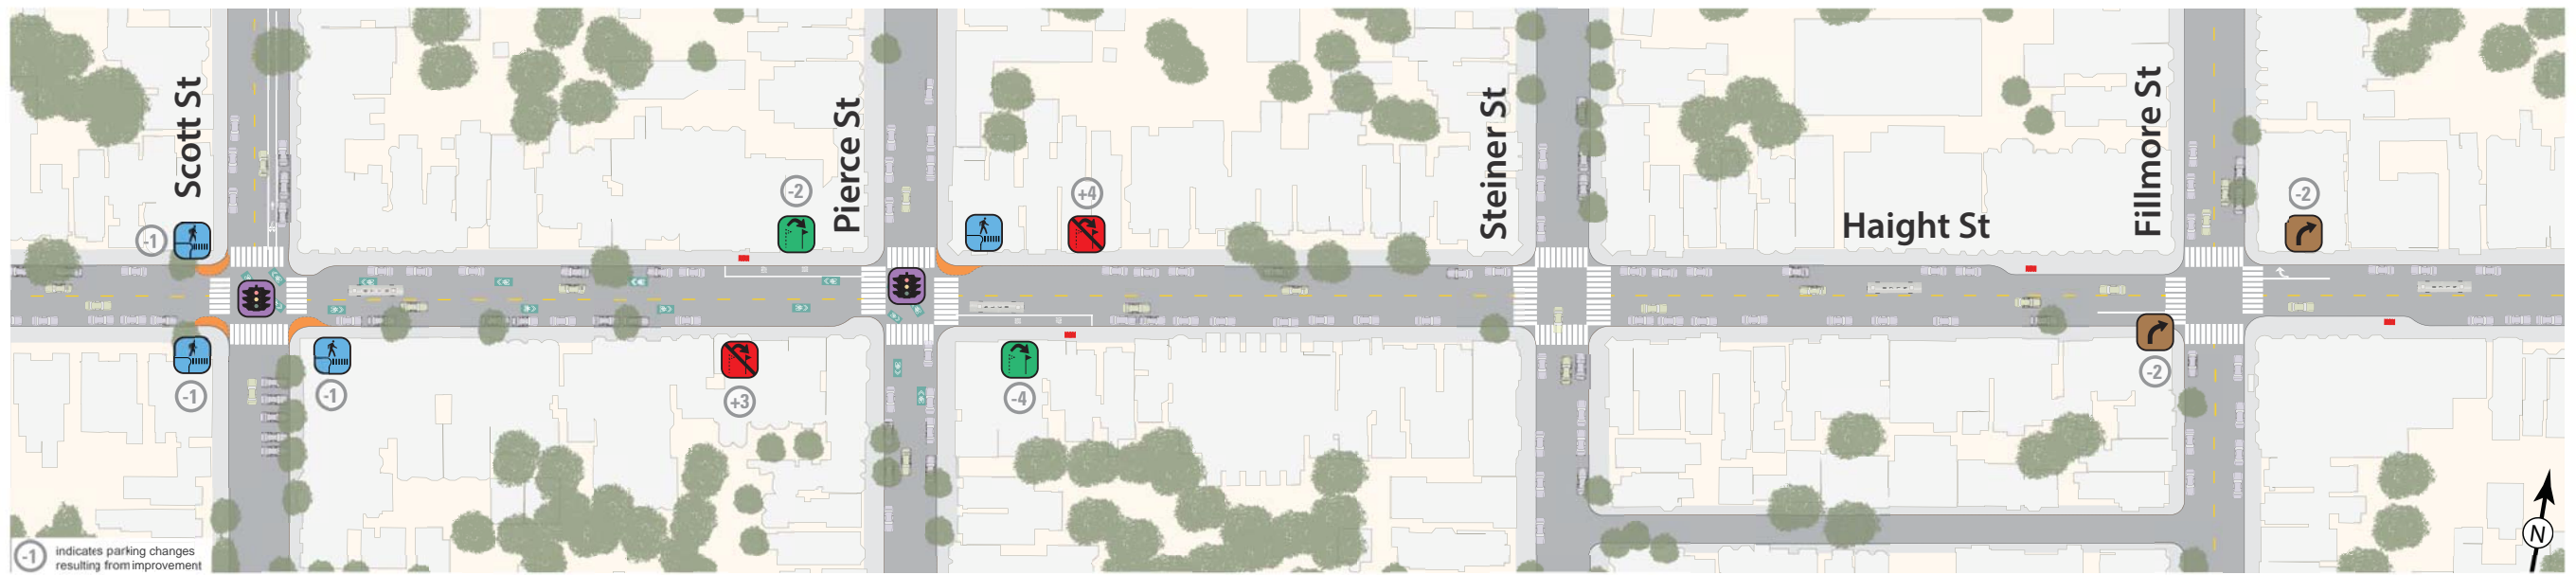 Scott St
Pierce St
Steiner St
Fillmore St
Haight St
-1
-2
+4
-2
-1
-1
+3
-4
-2
-1 indicates parking changes
resulting from improvement
N